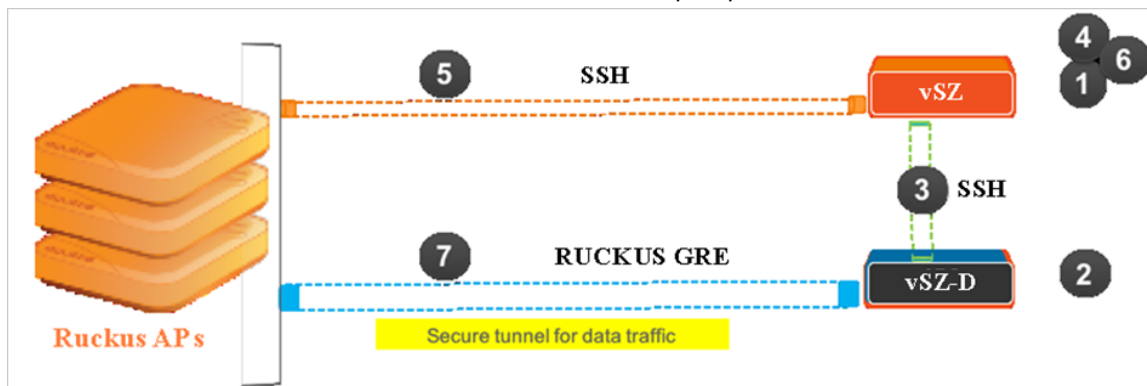 4
6
5
SSH
vSZ
1
3
SSH
7
RUCKUS GRE
vSZ-D
2
Secure tunnel for data traffic
Ruckus APs